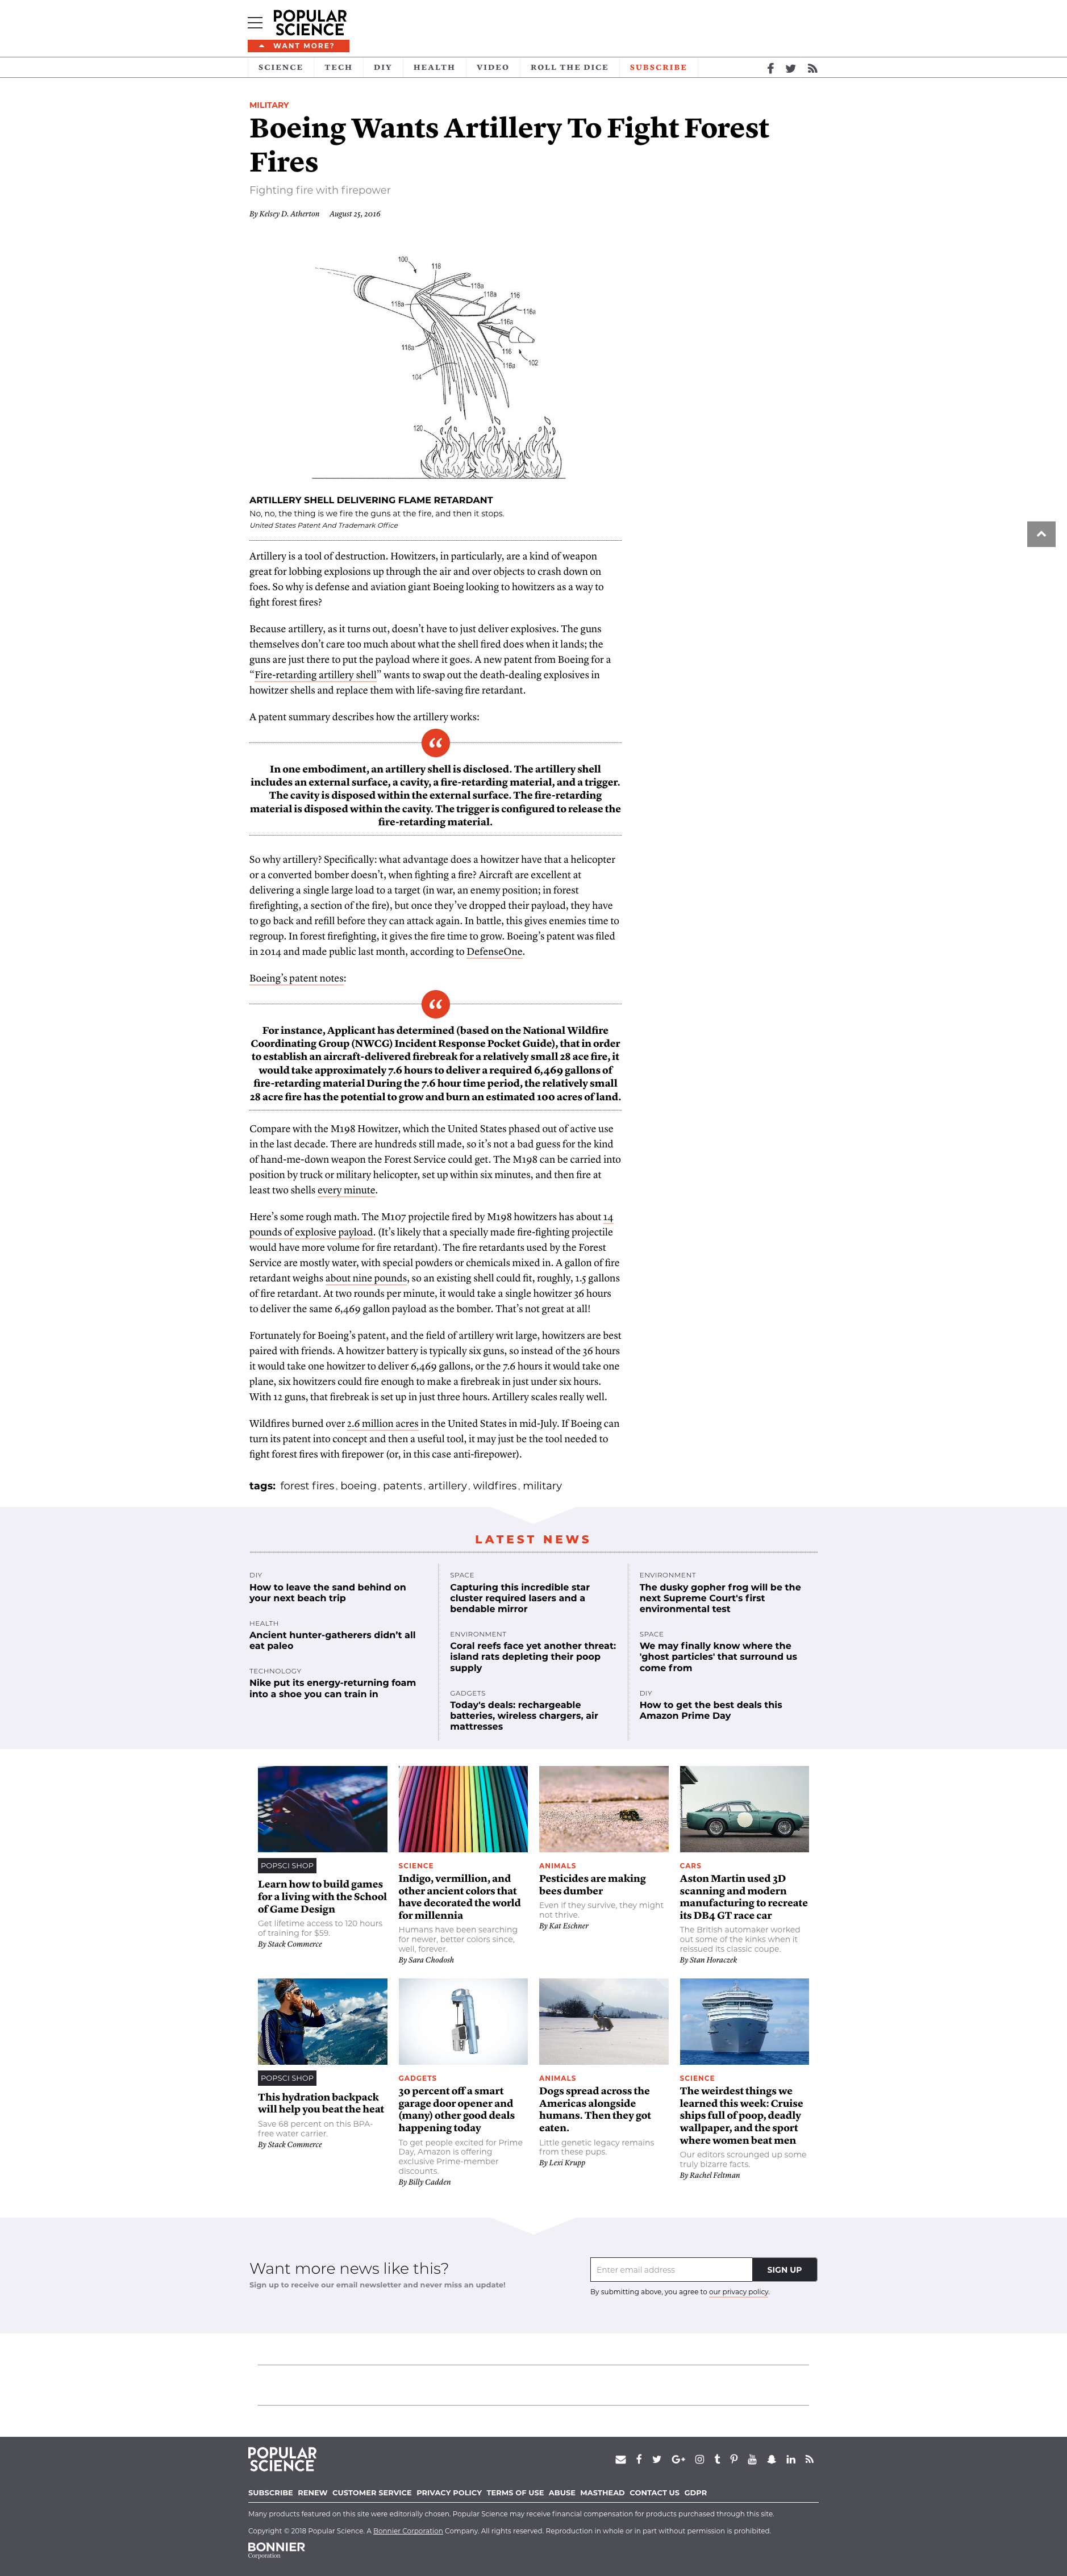 POPULAR
SCIENCE
WANT MORE?
SCIENCE
TECH
DIY
HEALTH
VIDEO
ROLL THE DICE
SUBSCRIBE
MILITARY
Boeing Wants Artillery To Fight Forest
Fires
Fighting fire with firepower
By Kelsey D. Atherton August 25, 2016
100
118
118a
118a
116
118a
116a
116a
118a
116
102
118a
104
120
ARTILLERY SHELL DELIVERING FLAME RETARDANT
No, no, the thing is we fire the guns at the fire, and then it stops.
United States Patent And Trademark Office
Artillery is a tool of destruction. Howitzers, in particularly, are a kind of weapon
great for lobbing explosions up through the air and over objects to crash down on
foes. So why is defense and aviation giant Boeing looking to howitzers as a way to
fight forest fires?
Because artillery, as it turns out, doesn't have to just deliver explosives. The guns
themselves don't care too much about what the shell fired does when it lands; the
guns are just there to put the payload where it goes. A new patent from Boeing for a
“Fire-retarding artillery shell” wants to swap out the death-dealing explosives in
howitzer shells and replace them with life-saving fire retardant.
A patent summary describes how the artillery works:
“
In one embodiment, an artillery shell is disclosed. The artillery shell
includes an external surface, a cavity, a fire-retarding material, and a trigger.
The cavity is disposed within the external surface. The fire-retarding
material is disposed within the cavity. The trigger is configured to release the
fire-retarding material.
So why artillery? Specifically: what advantage does a howitzer have that a helicopter
or a converted bomber doesn't, when fighting a fire? Aircraft are excellent at
delivering a single large load to a target (in war, an enemy position; in forest
firefighting, a section of the fire), but once they've dropped their payload, they have
to go back and refill before they can attack again. In battle, this gives enemies time to
regroup. In forest firefighting, it gives the fire time to grow. Boeing's patent was filed
in 2014 and made public last month, according to DefenseOne.
Boeing's patent notes:
“
For instance, Applicant has determined (based on the National Wildfire
Coordinating Group (NWCG) Incident Response Pocket Guide), that in order
to establish an aircraft-delivered firebreak for a relatively small 28 ace fire, it
would take approximately 7.6 hours to deliver a required 6,469 gallons of
fire-retarding material During the 7.6 hour time period, the relatively small
28 acre fire has the potential to grow and burn an estimated 100 acres of land.
Compare with the M198 Howitzer, which the United States phased out of active use
in the last decade. There are hundreds still made, so it's not a bad guess for the kind
of hand-me-down weapon the Forest Service could get. The M198 can be carried into
position by truck or military helicopter, set up within six minutes, and then fire at
least two shells every minute.
Here's some rough math. The M107 projectile fired by M198 howitzers has about 14
pounds of explosive payload. (It's likely that a specially made fire-fighting projectile
would have more volume for fire retardant). The fire retardants used by the Forest
Service are mostly water, with special powders or chemicals mixed in. A gallon of fire
retardant weighs about nine pounds, so an existing shell could fit, roughly, 1.5 gallons
of fire retardant. At two rounds per minute, it would take a single howitzer 36 hours
to deliver the same 6,469 gallon payload as the bomber. That's not great at all!
Fortunately for Boeing's patent, and the field of artillery writ large, howitzers are best
paired with friends. A howitzer battery is typically six guns, so instead of the 36 hours
it would take one howitzer to deliver 6,469 gallons, or the 7.6 hours it would take one
plane, six howitzers could fire enough to make a firebreak in just under six hours.
With 12 guns, that firebreak is set up in just three hours. Artillery scales really well.
Wildfires burned over 2.6 million acres in the United States in mid-July. If Boeing can
turn its patent into concept and then a useful tool, it may just be the tool needed to
fight forest fires with firepower (or, in this case anti-firepower).
tags: forest fires, boeing, patents, artillery, wildfires, military
LATEST NEWS
DIY
How to leave the sand behind on
your next beach trip
HEALTH
Ancient hunter-gatherers didn't all
eat paleo
TECHNOLOGY
Nike put its energy-returning foam
into a shoe you can train in
SPACE
Capturing this incredible star
cluster required lasers and a
bendable mirror
ENVIRONMENT
Coral reefs face yet another threat:
island rats depleting their poop
supply
GADGETS
Today's deals: rechargeable
batteries, wireless chargers, air
mattresses
ENVIRONMENT
The dusky gopher frog will be the
next Supreme Court's first
environmental test
SPACE
We may finally know where the
'ghost particles' that surround us
come from
DIY
How to get the best deals this
Amazon Prime Day
POPSCI SHOP
Learn how to build games
for a living with the School
of Game Design
Get lifetime access to 120 hours
of training for $59.
By Stack Commerce
SCIENCE
Indigo, vermillion, and
other ancient colors that
have decorated the world
for millennia
Humans have been searching
for newer, better colors since,
well, forever.
By Sara Chodosh
ANIMALS
Pesticides are making
bees dumber
Even if they survive, they might
not thrive.
By Kat Eschner
CARS
Aston Martin used 3D
scanning and modern
manufacturing to recreate
its DB4 GT race car
The British automaker worked
out some of the kinks when it
reissued its classic coupe.
By Stan Horaczek
POPSCI SHOP
This hydration backpack
will help you beat the heat
Save 68 percent on this BPA-
free water carrier.
By Stack Commerce
GADGETS
30 percent off a smart
garage door opener and
(many) other good deals
happening today
To get people excited for Prime
Day, Amazon is offering
exclusive Prime-member
discounts.
By Billy Cadden
ANIMALS
Dogs spread across the
Americas alongside
humans. Then they got
eaten.
Little genetic legacy remains
from these pups.
By Lexi Krupp
SCIENCE
The weirdest things we
learned this week: Cruise
ships full of poop, deadly
wallpaper, and the sport
where women beat men
Our editors scrounged up some
truly bizarre facts.
By Rachel Feltman
Want more news like this?
Sign up to receive our email newsletter and never miss an update!
Enter email address
SIGN UP
By submitting above, you agree to our privacy policy.
POPULAR
SCIENCE
SUBSCRIBE RENEW CUSTOMER SERVICE PRIVACY POLICY TERMS OF USE ABUSE MASTHEAD CONTACT US GDPR
Many products featured on this site were editorially chosen. Popular Science may receive financial compensation for products purchased through this site.
Copyright © 2018 Popular Science. A Bonnier Corporation Company. All rights reserved. Reproduction in whole or in part without permission is prohibited.
BONNIER
Corporation